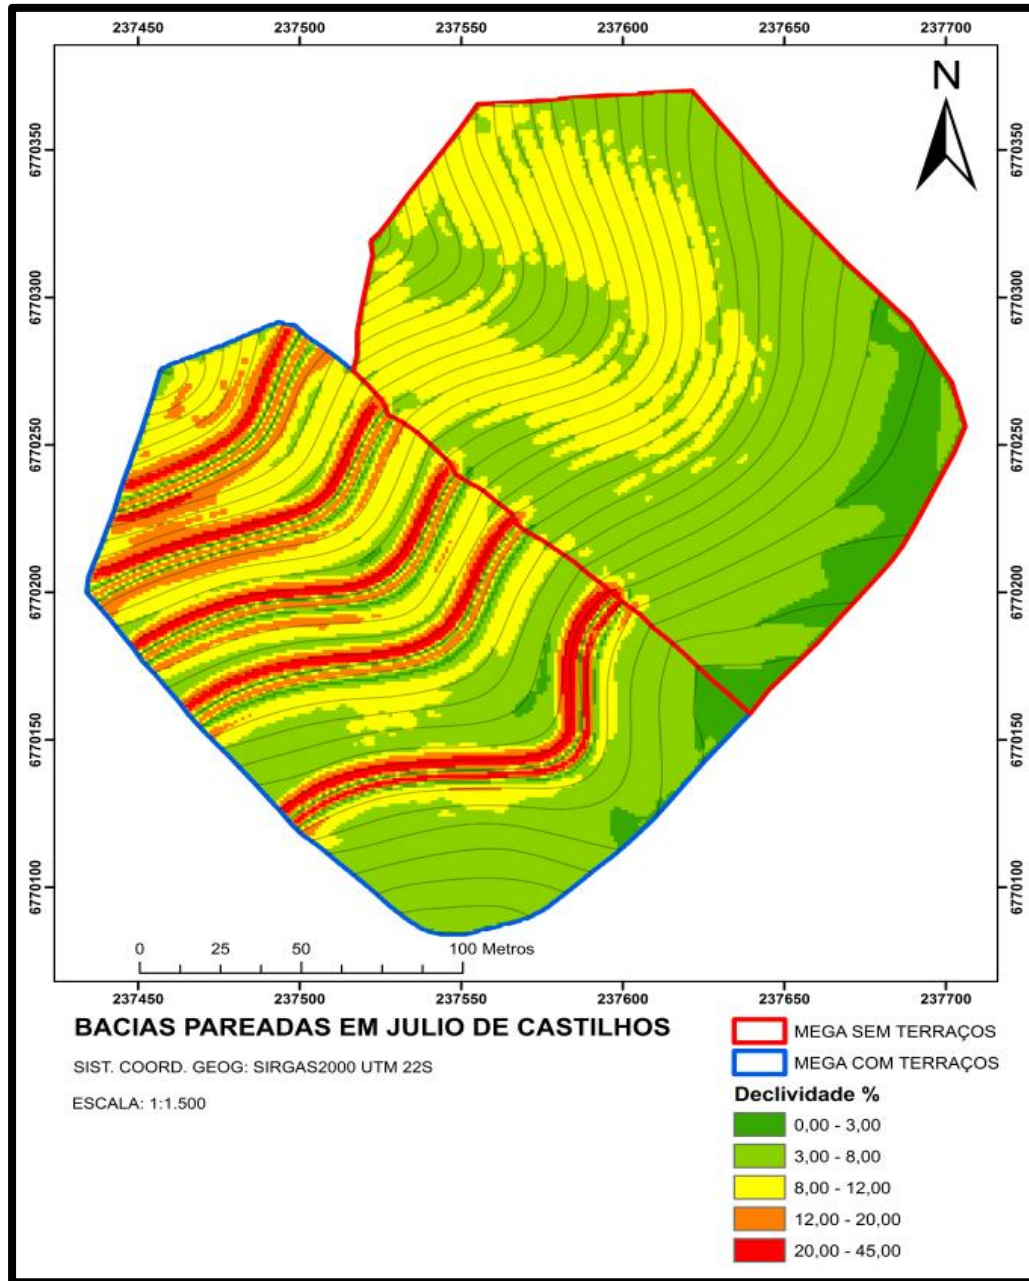 237450 237500 237550 237600 237650 237700
N
6770350 6770350
6770300 6770300
6770250 6770250
6770200 6770200
6770150 6770150
6770100 6770100
0 25 50 100 Metros
237450 237500 237550 237600 237650 237700
BACIAS PAREADAS EM JULIO DE CASTILHOS
SIST. COORD. GEOG: SIRGAS2000 UTM 22S
ESCALA: 1:1.500
MEGA SEM TERRAÇOS
MEGA COM TERRAÇOS
Declividade %
0,00 - 3,00
3,00 - 8,00
8,00 - 12,00
12,00 - 20,00
20,00 - 45,00